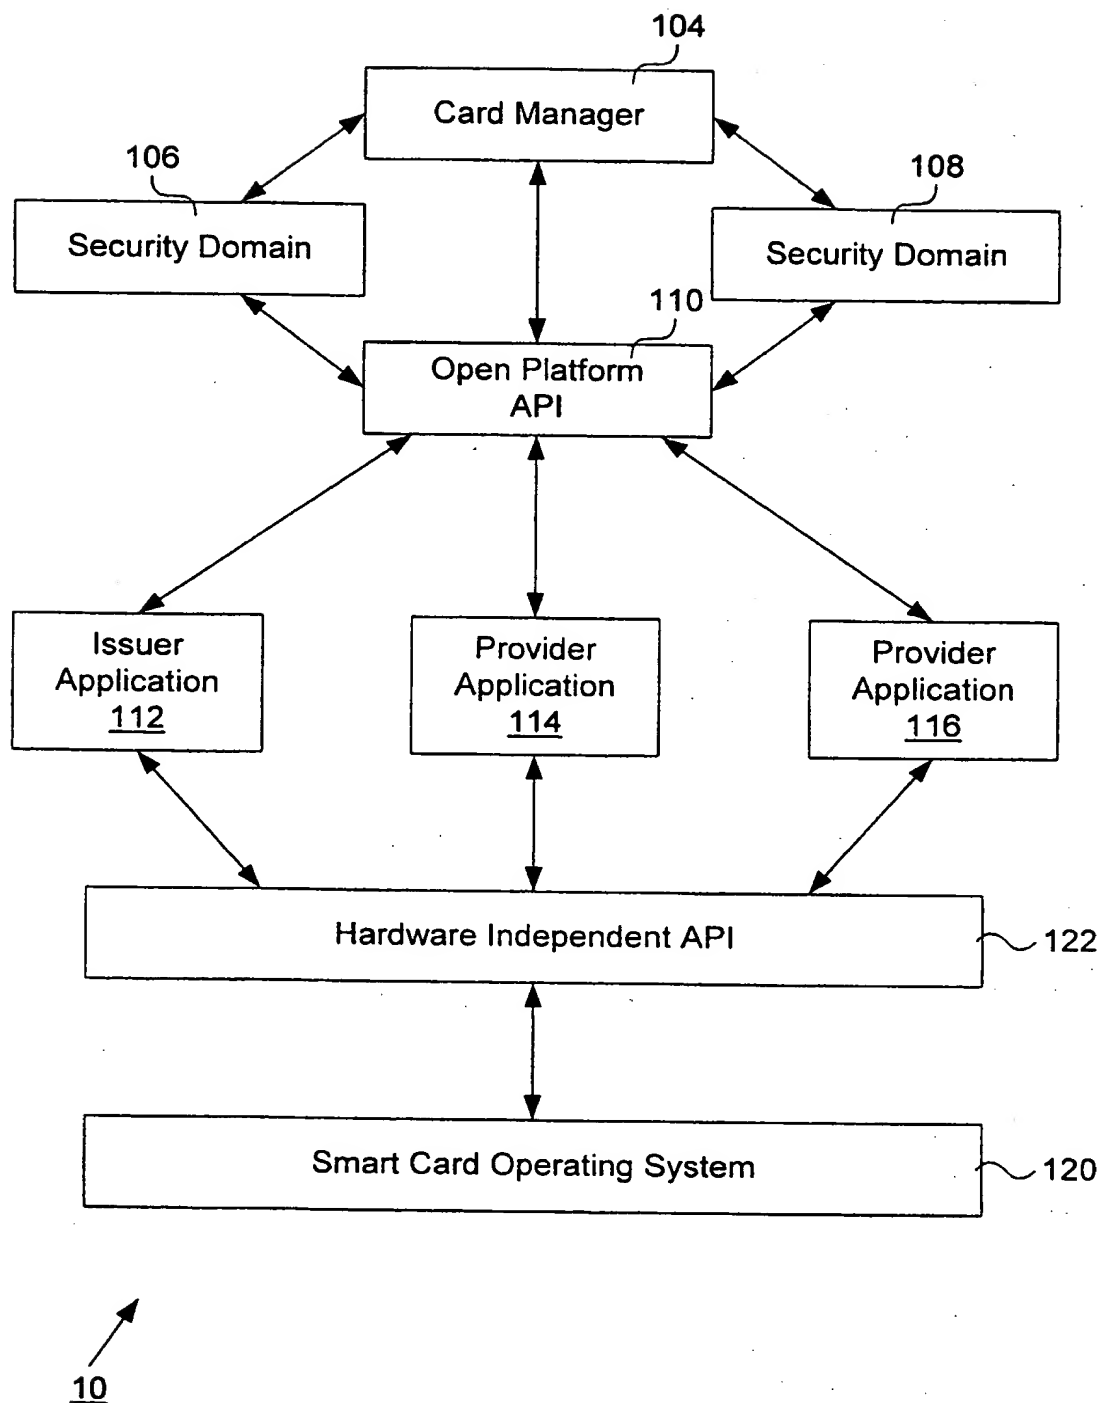 104
Card Manager
106
108
Security Domain
Security Domain
110
Open Platform
API
Issuer
Application
112
Provider
Application
114
Provider
Application
116
Hardware Independent API
122
Smart Card Operating System
120
10